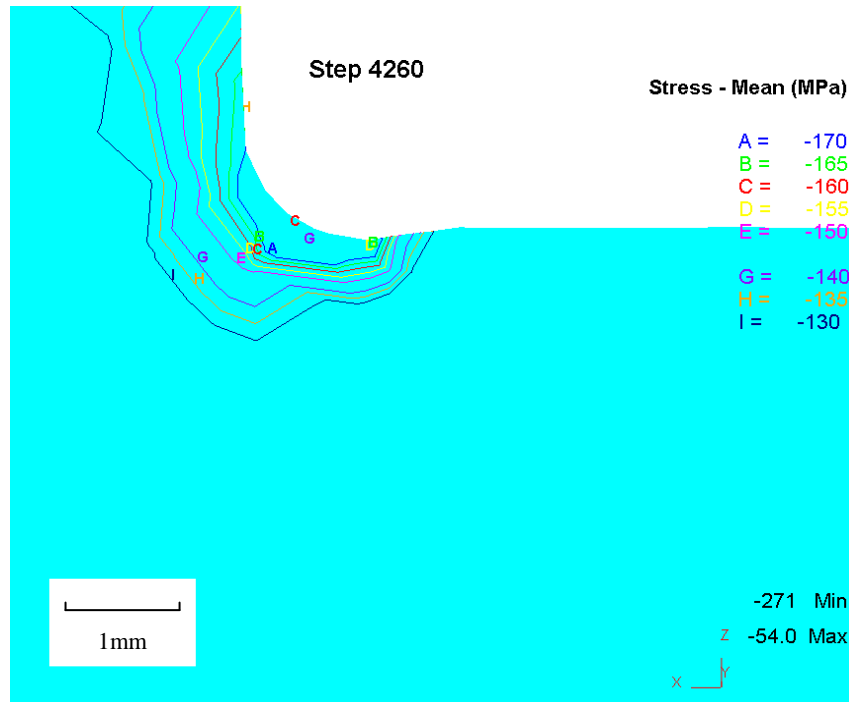 Step 4260
Stress - Mean (MPa)
A = -170
B = -165
C = -160
D = -155
E = -150
G = -140
H = -135
I = -130
H
C
G
B
D
C
A
D
B
G
E
I
H
-271 Min
-54.0 Max
1mm
Z
Y
X